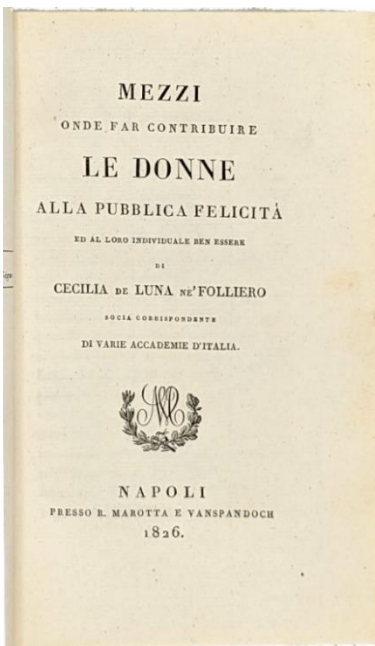 MEZZI
ONDE FAR CONTRIBUIRE
LE DONNE
ALLA PUBBLICA FELICITÀ
ED AL LORO INDIVIDUALE BEN ESSERE
DI
CECILIA DE LUNA NE' FOLLIERO
SOCIA CORRISPONDENTE
DI VARIE ACCADEMIE D'ITALIA.
NAPOLI
PRESSO R. MAROTTA E VANSPANDOCH
1826.